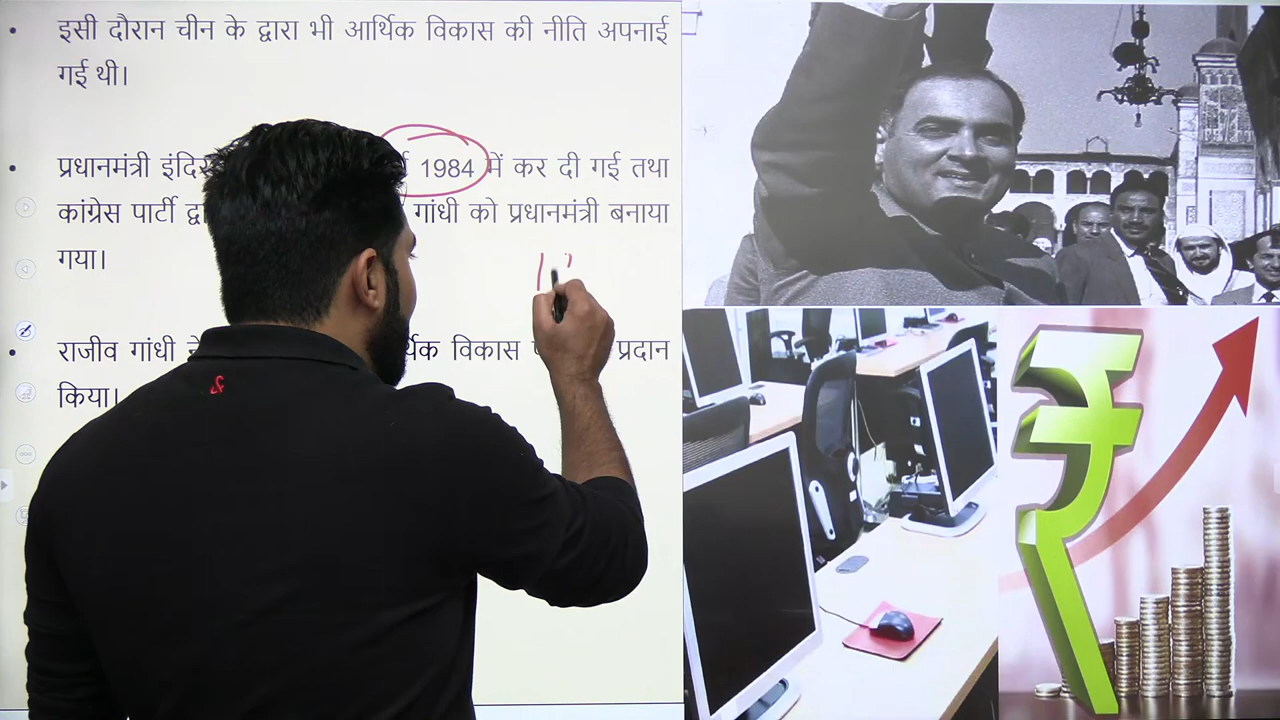 इसी दौरान चीन के द्वारा भी आर्थिक विकास की नीति अपनाई
गई थी।
प्रधानमंत्री 1984 में कर दी गई तथा
कांग्रेस पार्टी गांधी को प्रधानमंत्री बनाया
गया।
राजीव गांधी विकास प्रदान
किया।